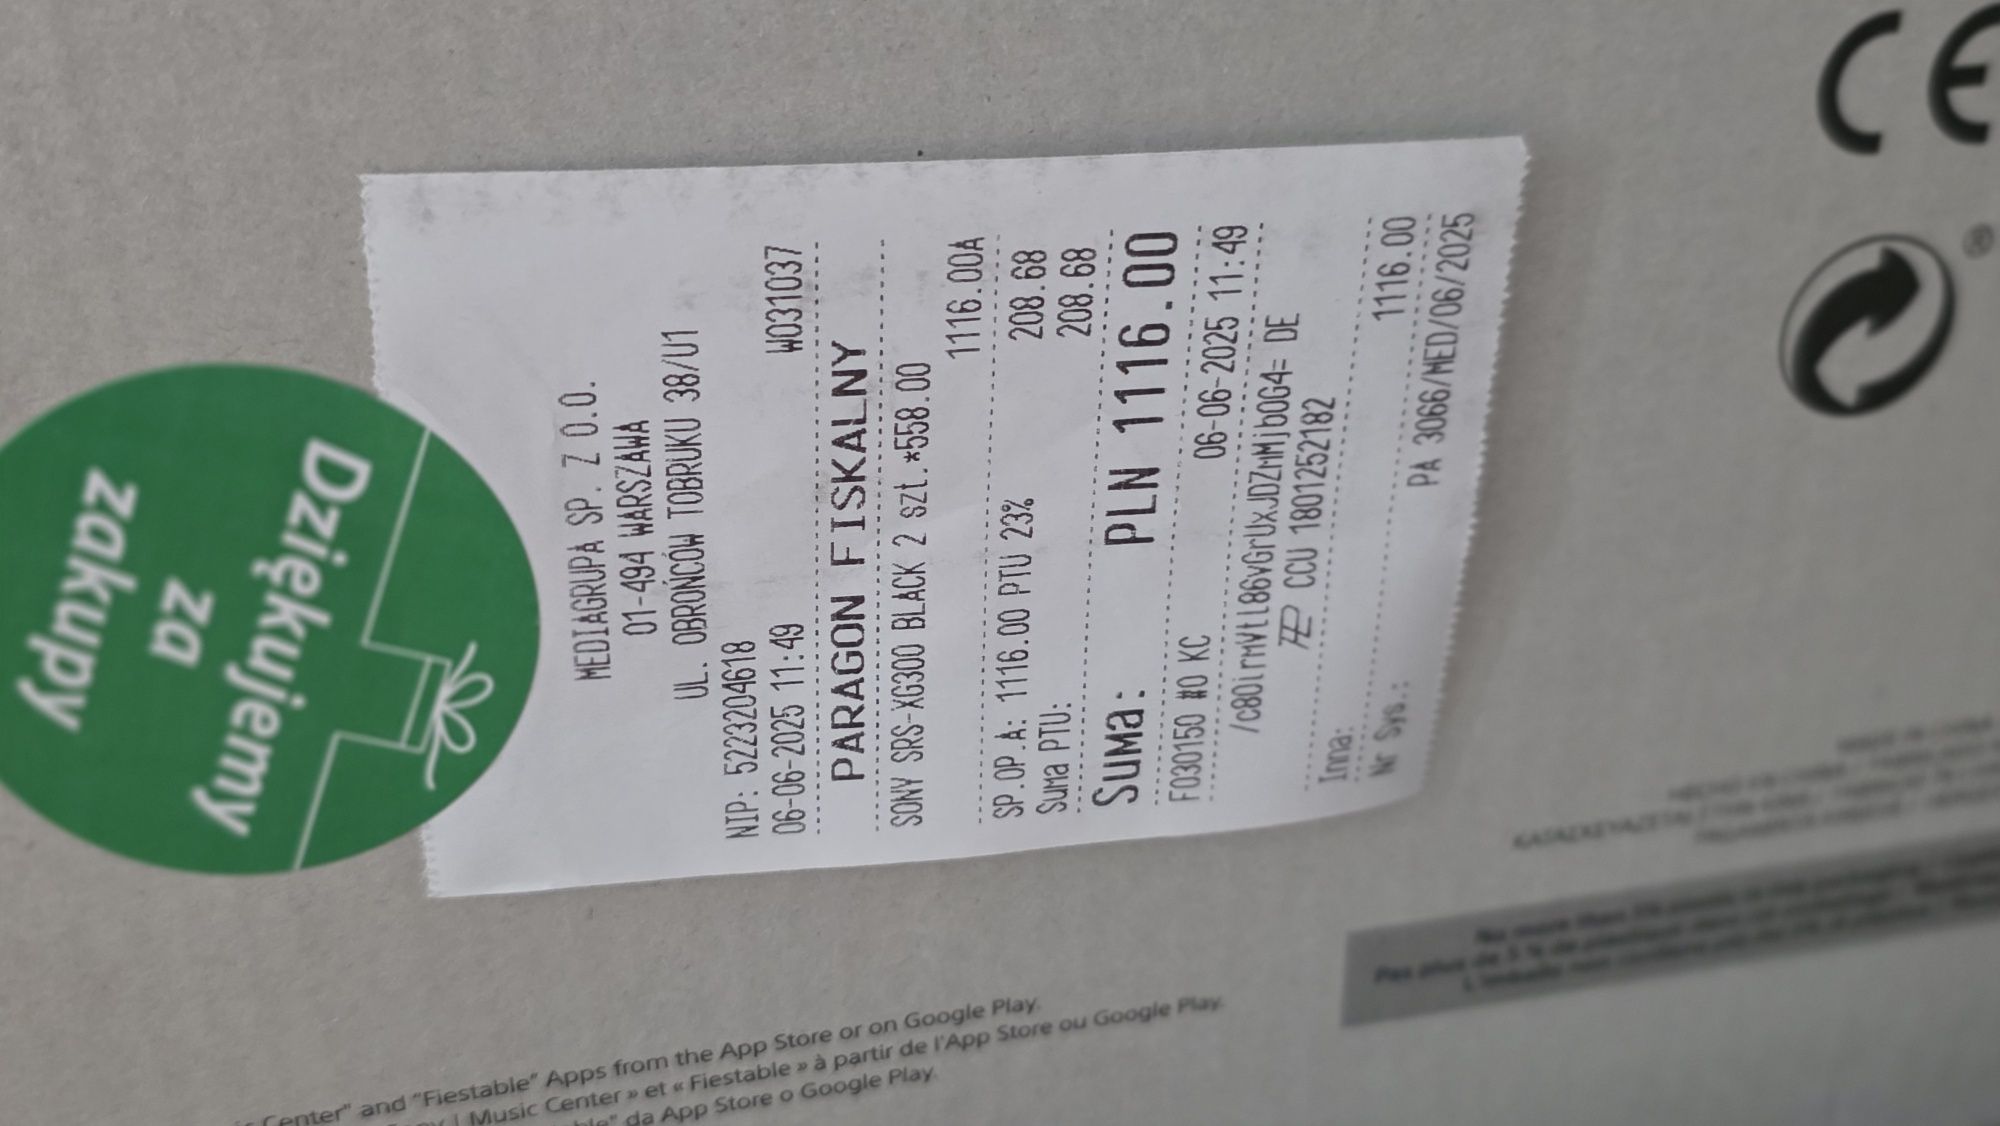 Dziękujemy
za
zakupy
MEDIAGRUPA SP. Z O.O.
01-494 WARSZAWA
UL. OBROŃCÓW TOBRUKU 38/U1
NIP: 5223204618
06-06-2025 11:49 W031037
PARAGON FISKALNY
SONY SRS-XG300 BLACK 2 szt.*558.00
1116.00A
SP.OP.A: 1116.00 PTU 23% 208.68
Suma PTU: 208.68
Suma: PLN 1116.00
F030150 #0 KC 06-06-2025 11:49
/c80irmVtl86vGrUxJDZmMjbOG4= DE
CCU 1801252182
Inna: 1116.00
Nr Sys.: PA 3066/MED/06/2025
CE
®
Center" and "Fiestable" Apps from the App Store or on Google Play.
Music Center » et « Fiestable » à partir de l'App Store ou Google Play.
da App Store o Google Play.